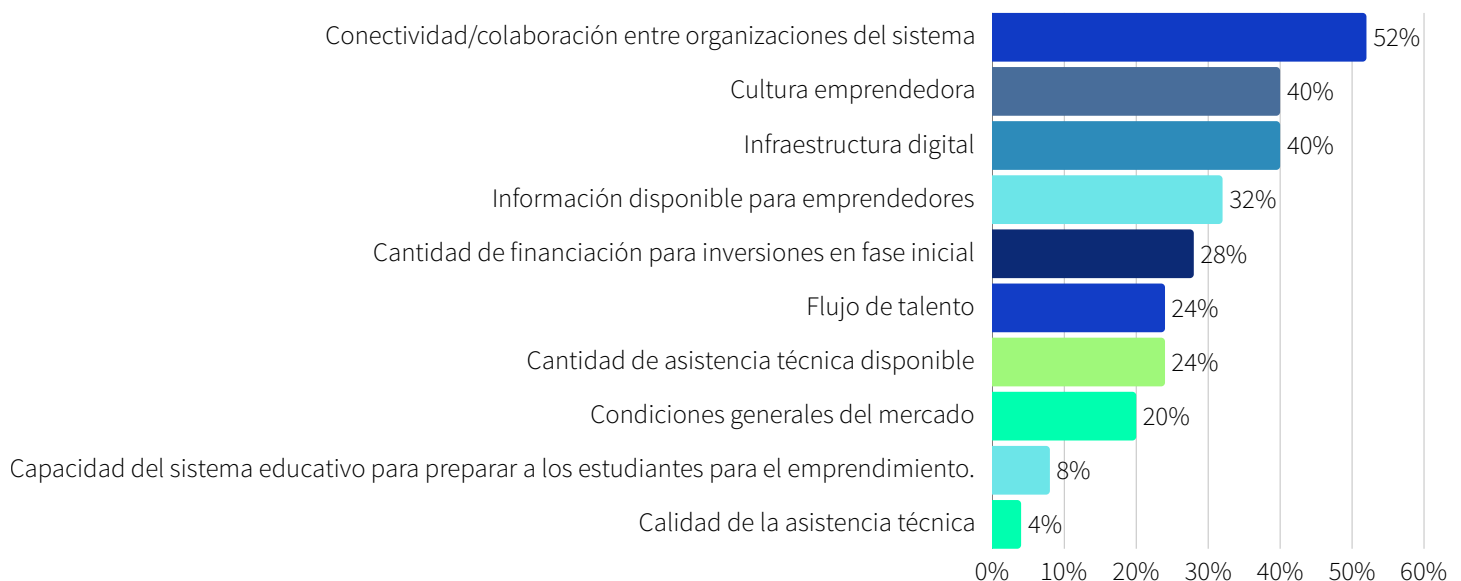 Conectividad/colaboración entre organizaciones del sistema 52%
Cultura emprendedora 40%
Infraestructura digital 40%
Información disponible para emprendedores 32%
Cantidad de financiación para inversiones en fase inicial 28%
Flujo de talento 24%
Cantidad de asistencia técnica disponible 24%
Condiciones generales del mercado 20%
Capacidad del sistema educativo para preparar a los estudiantes para el emprendimiento. 8%
Calidad de la asistencia técnica 4%
0% 10% 20% 30% 40% 50% 60%